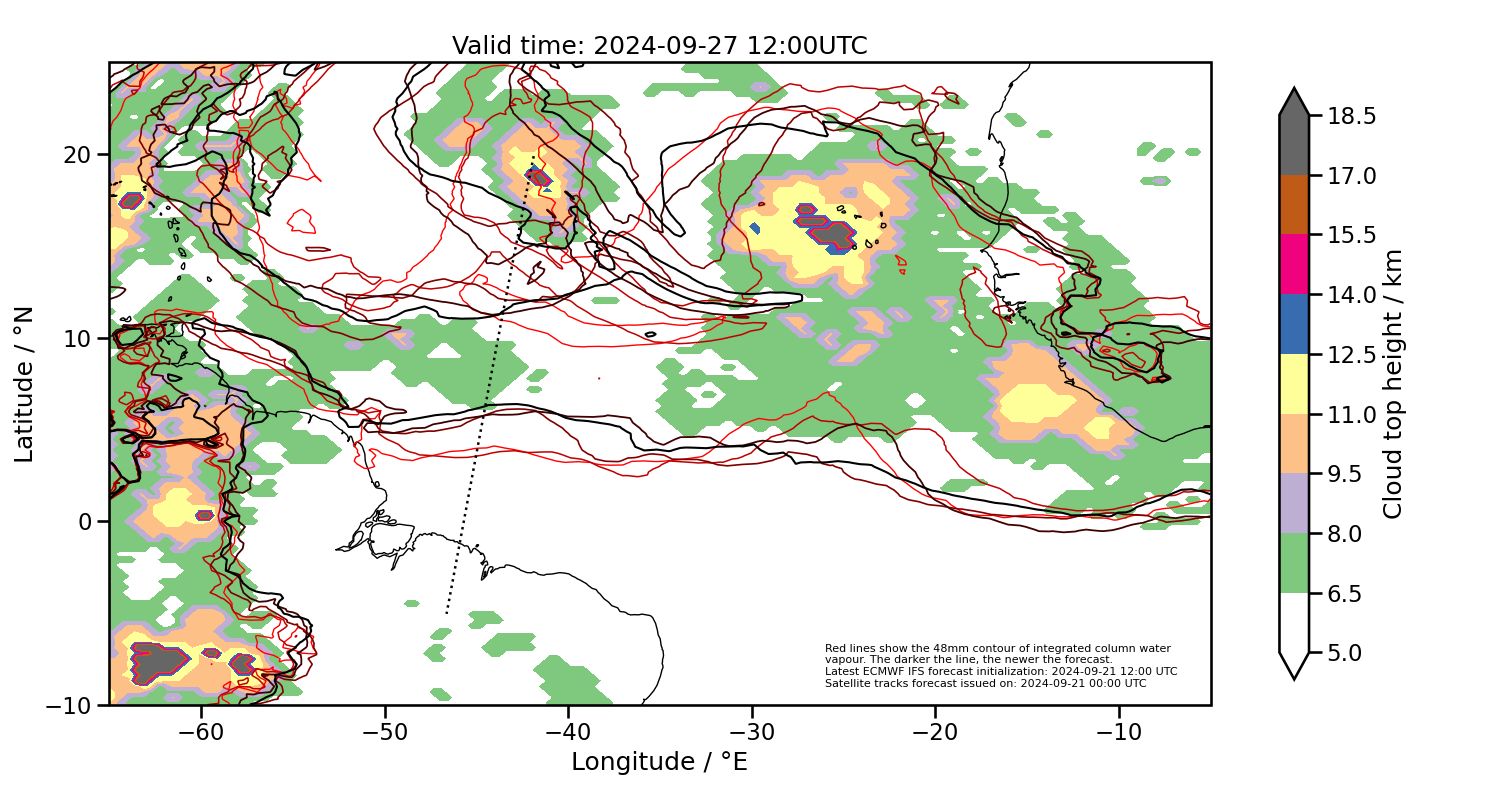 Valid time: 2024-09-27 12:00UTC
Latitude / °N
20
10
0
−10
−60
−50
−40
−30
−20
−10
Longitude / °E
Red lines show the 48mm contour of integrated column water
vapour. The darker the line, the newer the forecast.
Latest ECMWF IFS forecast initialization: 2024-09-21 12:00 UTC
Satellite tracks forecast issued on: 2024-09-21 00:00 UTC
18.5
17.0
15.5
14.0
12.5
11.0
9.5
8.0
6.5
5.0
Cloud top height / km